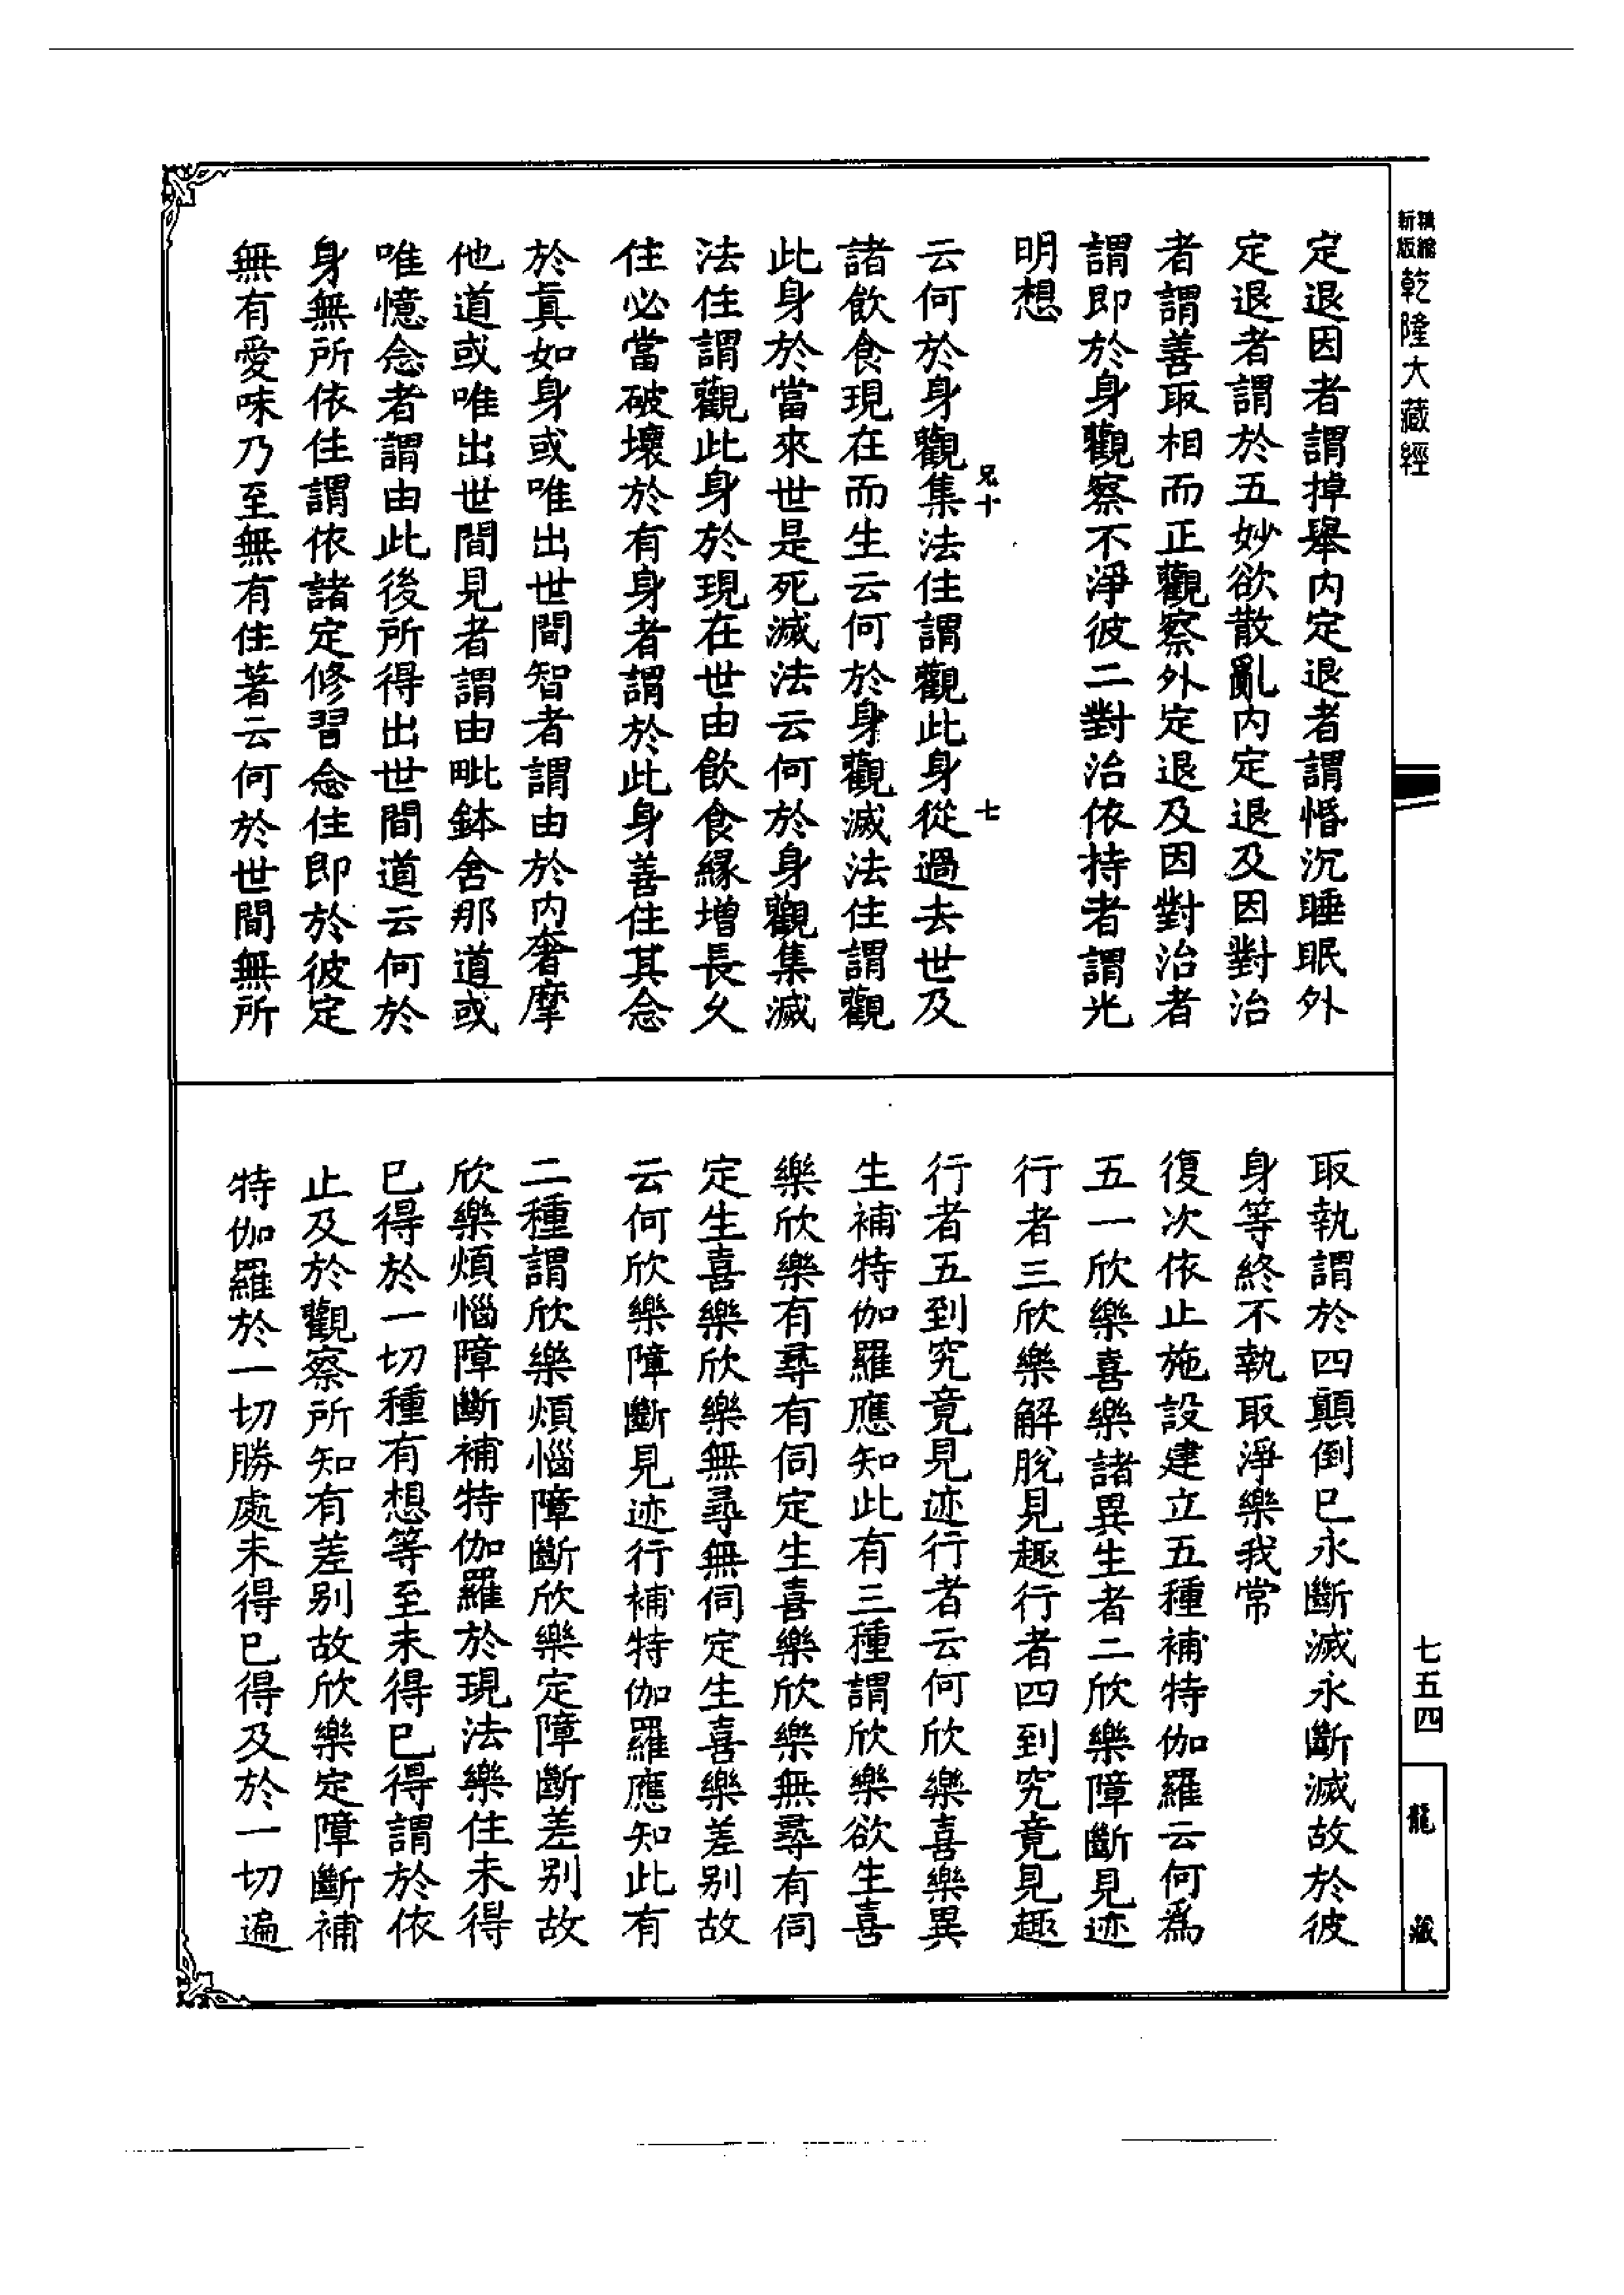 精縮
新版
乾隆大藏經
七五四
龍藏
定退因者謂掉舉内定退者謂惛沉睡眠外
定退者謂於五妙欲散亂内定退及因對治
者謂善取相而正觀察外定退及因對治者
謂即於身觀察不淨彼二對治依持者謂光
明想
兄十
七
云何於身觀集法住謂觀此身從過去世及
諸飲食現在而生云何於身觀滅法住謂觀
此身於當來世是死滅法云何於身觀集滅
法住謂觀此身於現在世由飲食緣增長久
住必當破壞於有身者謂於此身善住其念
於真如身或唯出世間智者謂由於内奢摩
他道或唯出世間見者謂由毗鉢舍那道或
唯憶念者謂由此後所得出世間道云何於
身無所依住謂依諸定修習念住即於彼定
無有愛味乃至無有住著云何於世間無所
取執謂於四顛倒已永斷滅永斷滅故於彼
身等終不執取淨樂我常
復次依止施設建立五種補特伽羅云何爲
五一欣樂喜樂諸異生者二欣樂障斷見迹
行者三欣樂解脫見趣行者四到究竟見趣
行者五到究竟見迹行者云何欣樂喜樂異
生補特伽羅應知此有三種謂欣樂欲生喜
樂欣樂有尋有伺定生喜樂欣樂無尋有伺
定生喜樂欣樂無尋無伺定生喜樂差別故
云何欣樂障斷見迹行補特伽羅應知此有
二種謂欣樂煩惱障斷欣樂定障斷差別故
欣樂煩惱障斷補特伽羅於現法樂住未得
已得於一切種有想等至未得已得謂於依
止及於觀察所知有差別故欣樂定障斷補
特伽羅於一切勝處未得已得及於一切遍